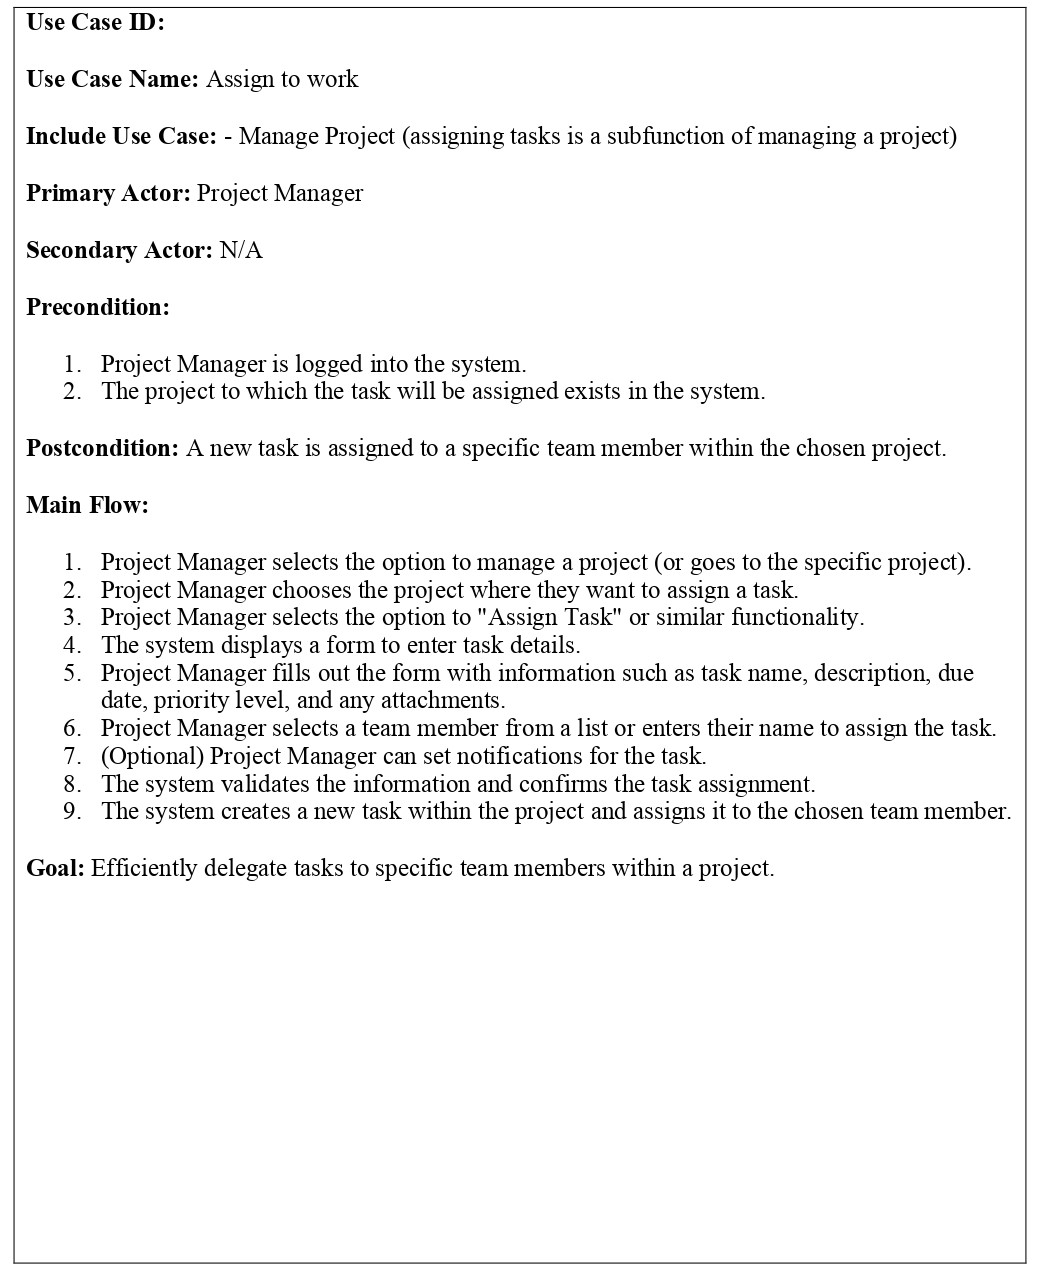 Use Case ID:
Use Case Name: Assign to work
Include Use Case: - Manage Project (assigning tasks is a subfunction of managing a project)
Primary Actor: Project Manager
Secondary Actor: N/A
Precondition:
1. Project Manager is logged into the system.
2. The project to which the task will be assigned exists in the system.
Postcondition: A new task is assigned to a specific team member within the chosen project.
Main Flow:
1. Project Manager selects the option to manage a project (or goes to the specific project).
2. Project Manager chooses the project where they want to assign a task.
3. Project Manager selects the option to "Assign Task" or similar functionality.
4. The system displays a form to enter task details.
5. Project Manager fills out the form with information such as task name, description, due
date, priority level, and any attachments.
6. Project Manager selects a team member from a list or enters their name to assign the task.
7. (Optional) Project Manager can set notifications for the task.
8. The system validates the information and confirms the task assignment.
9. The system creates a new task within the project and assigns it to the chosen team member.
Goal: Efficiently delegate tasks to specific team members within a project.